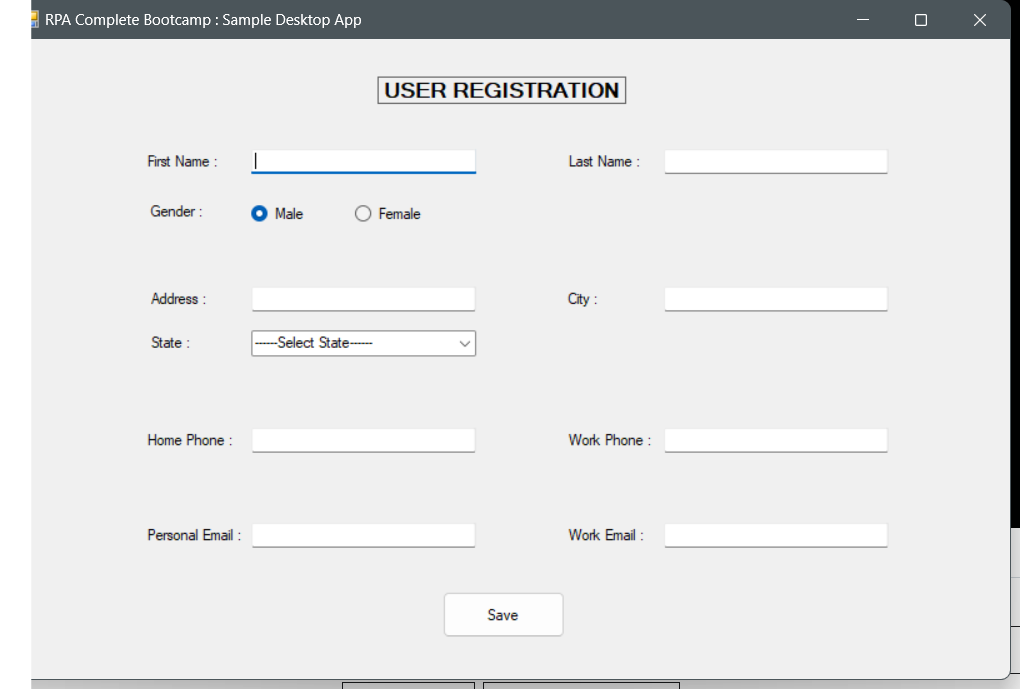 RPA Complete Bootcamp : Sample Desktop App
USER REGISTRATION
First Name : Last Name :
Gender : Male Female
Address : City :
State : ------Select State------
Home Phone : Work Phone :
Personal Email : Work Email :
Save